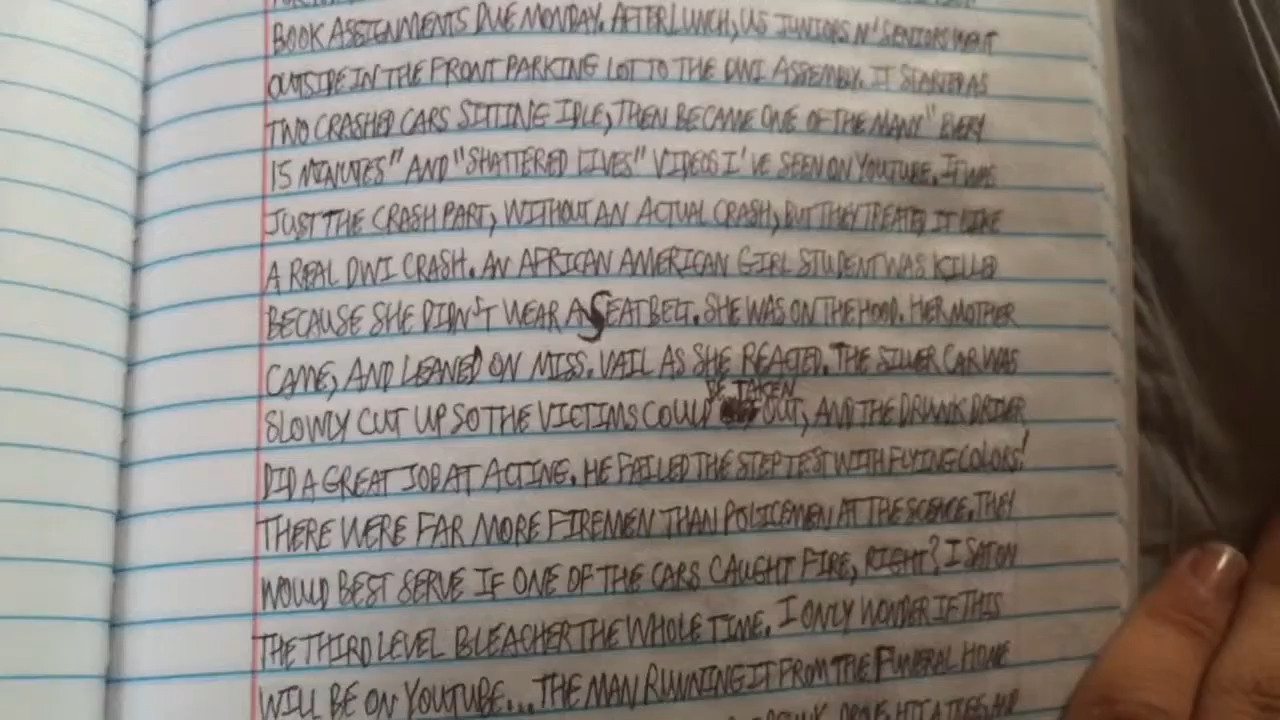 BOOK ASSIGNMENTS DUE MONDAY. AFTER LUNCH, US JUNIORS N' SENIORS WENT
OUTSIDE IN THE FRONT PARKING LOT TO THE DWI ASSEMBLY. IT STARTED AS
TWO CRASHED CARS SITTING IDLE, THEN BECAME ONE OF THE MANY "EVERY
15 MINUTES" AND "SHATTERED LIVES" VIDEOS I'VE SEEN ON YOUTUBE. IT WAS
JUST THE CRASH PART, WITHOUT AN ACTUAL CRASH, BUT THEY TREATED IT LIKE
A REAL DWI CRASH. AN AFRICAN AMERICAN GIRL STUDENT WAS KILLED
BECAUSE SHE DIDN'T WEAR A SEATBELT. SHE WAS ON THE HOOD. HER MOTHER
CAME, AND LEANED ON MISS. VAIL AS SHE REACTED. THE SILVER CAR WAS
SLOWLY CUT UP SO THE VICTIMS COULD BE TAKEN OUT, AND THE DRUNK DRIVER
DID A GREAT JOB AT ACTING. HE FAILED THE STEP TEST WITH FLYING COLORS!
THERE WERE FAR MORE FIREMEN THAN POLICEMEN AT THE SCENCE. THEY
WOULD BEST SERVE IF ONE OF THE CARS CAUGHT FIRE, RIGHT? I SAT ON
THE THIRD LEVEL BLEACHER THE WHOLE TIME. I ONLY WONDER IF THIS
WILL BE ON YOUTUBE... THE MAN RUNNING IT FROM THE FUNERAL HOME